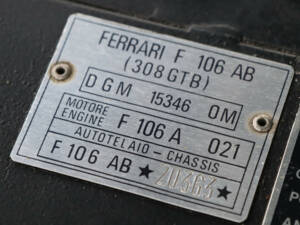 FERRARI F 106 AB
(308 GTB)
DGM 15346 OM
MOTORE
ENGINE F 106 A 021
AUTOTELAIO - CHASSIS
F 106 AB ★ ★